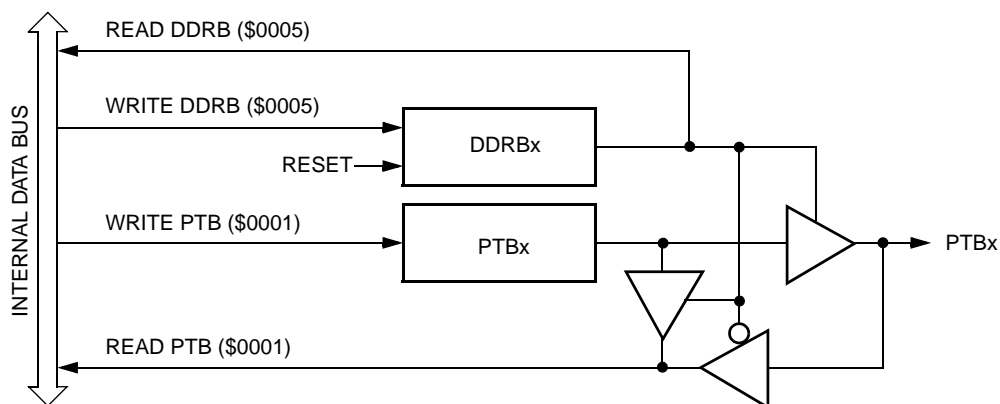 READ DDRB ($0005)
WRITE DDRB ($0005)
DDRBx
RESET
INTERNAL DATA BUS
WRITE PTB ($0001)
PTBx
PTBx
READ PTB ($0001)